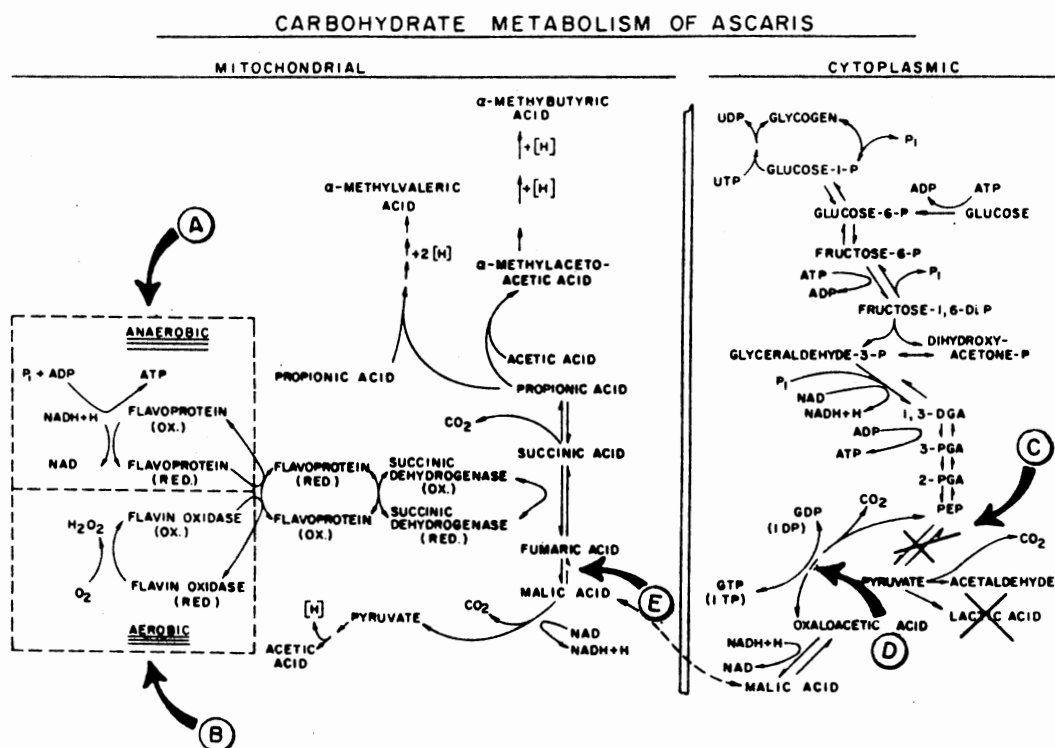 CARBOHYDRATE METABOLISM OF ASCARIS
MITOCHONDRIAL
CYTOPLASMIC
α-METHYBUTYRIC
ACID
+[H]
+[H]
α-METHYLVALERIC
ACID
+2 [H]
α-METHYLACETO-
ACETIC ACID
ACETIC ACID
PROPIONIC ACID
PROPIONIC ACID
CO2
SUCCINIC ACID
A
ANAEROBIC
Pi + ADP
ATP
NADH+H
FLAVOPROTEIN
(OX.)
NAD
FLAVOPROTEIN
(RED.)
FLAVOPROTEIN
(RED.)
SUCCINIC
DEHYDROGENASE
(OX.)
H2O2
FLAVIN OXIDASE
(OX.)
FLAVOPROTEIN
(OX.)
SUCCINIC
DEHYDROGENASE
(RED.)
O2
FLAVIN OXIDASE
(RED.)
AEROBIC
B
FUMARIC ACID
MALIC ACID
E
CO2
[H]
PYRUVATE
NAD
NADH+H
ACETIC
ACID
UDP
GLYCOGEN
Pi
UTP
GLUCOSE-1-P
ADP
ATP
GLUCOSE-6-P
GLUCOSE
FRUCTOSE-6-P
ATP
ADP
Pi
FRUCTOSE-1,6-Di P
GLYCERALDEHYDE-3-P
DIHYDROXY-
ACETONE-P
Pi
NAD
NADH+H
1,3-DGA
ADP
ATP
3-PGA
2-PGA
C
PEP
CO2
GDP
(IDP)
CO2
GTP
(ITP)
PYRUVATE
ACETALDEHYDE
LACTIC ACID
OXALOACETIC ACID
D
NADH+H
NAD
MALIC ACID